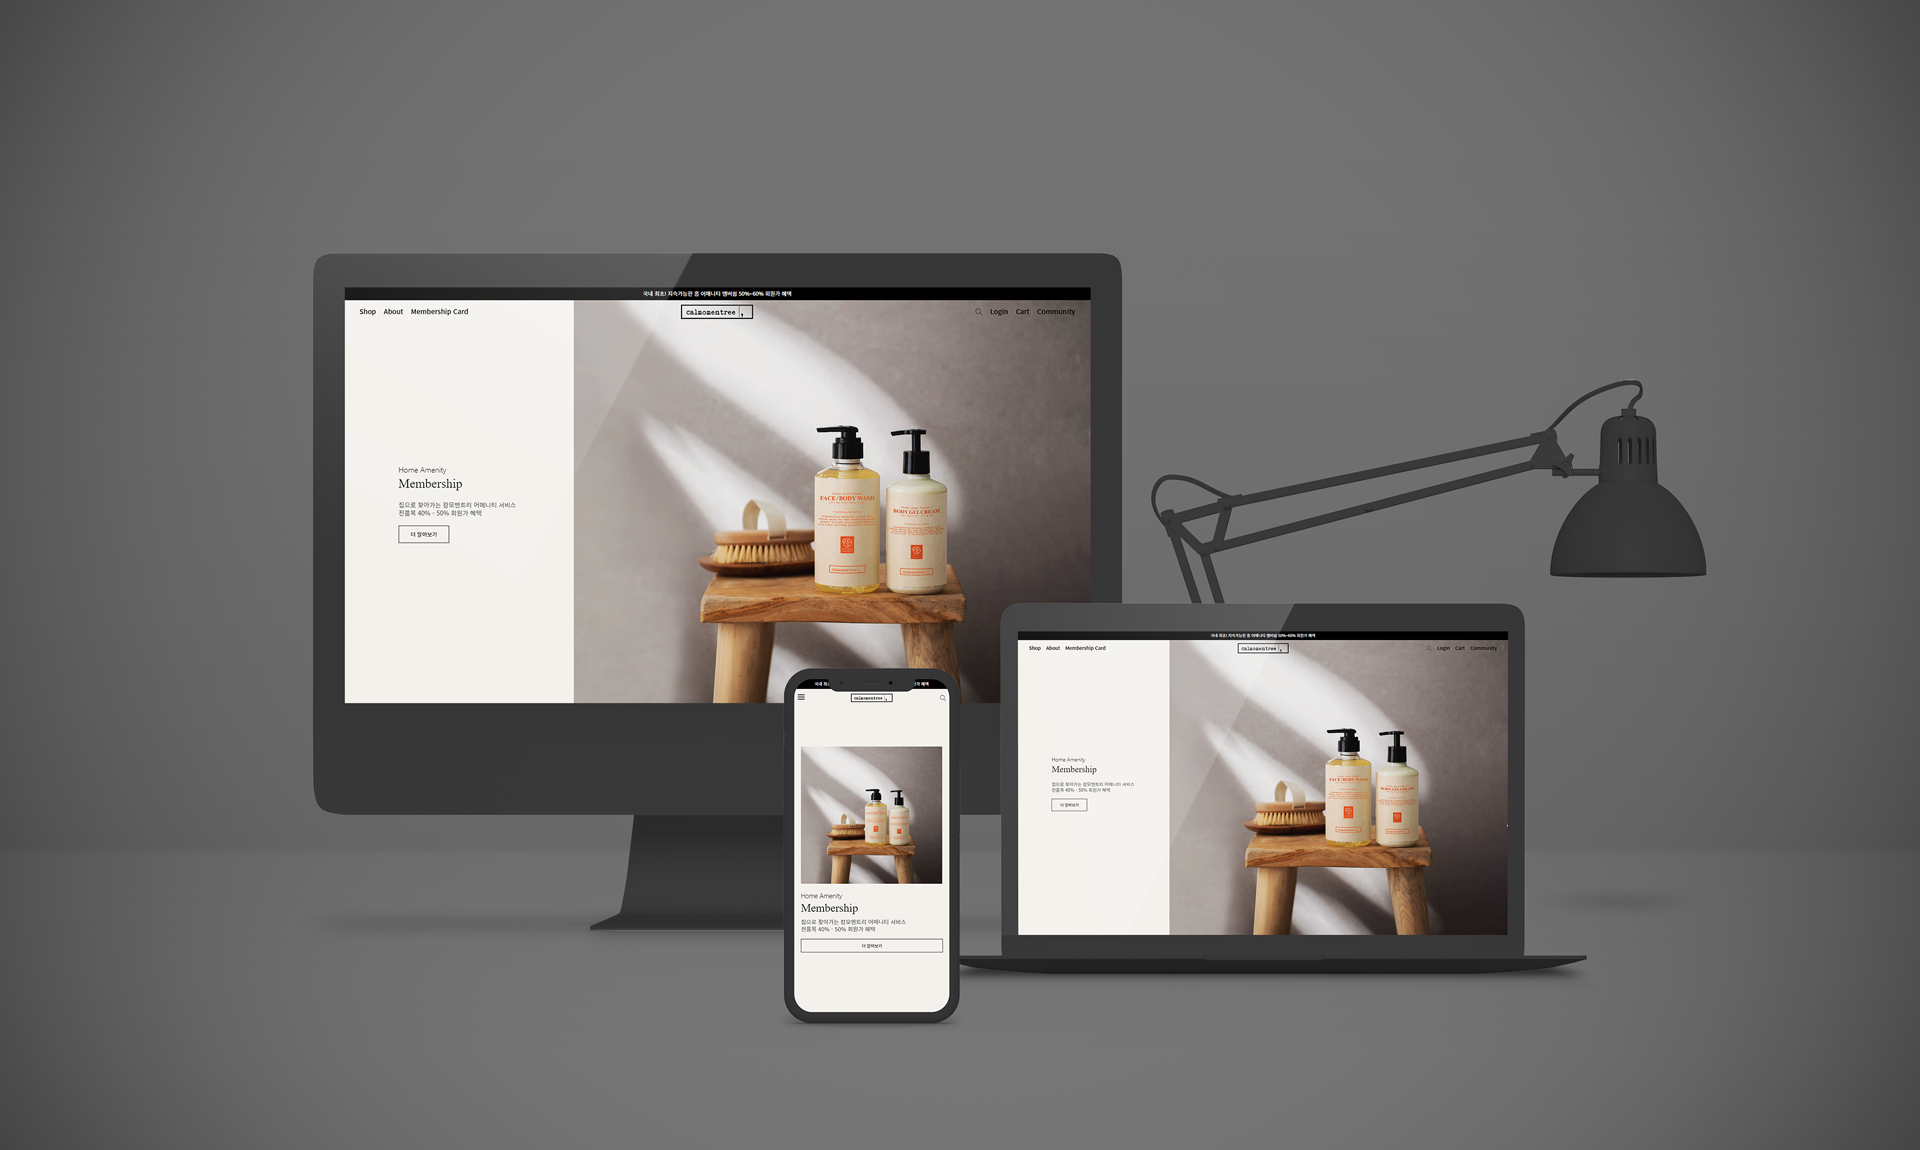 국내 최초! 지속가능한 홈 어메니티 멤버쉽 50%~60% 회원가 혜택
Shop About Membership Card
calmomentree,
Login Cart Community
Home Amenity
Membership
집으로 찾아가는 캄모멘트리 어메니티 서비스
전품목 40% - 50% 회원가 혜택
더 알아보기
FACE/BODY WASH
BODY GEL CREAM
국내 최초! 지속가능한 홈 어메니티 멤버쉽 50%~60% 회원가 혜택
Shop About Membership Card
calmomentree,
Login Cart Community
Home Amenity
Membership
집으로 찾아가는 캄모멘트리 어메니티 서비스
전품목 40% - 50% 회원가 혜택
더 알아보기
FACE/BODY WASH
BODY GEL CREAM
calmomentree,
Home Amenity
Membership
집으로 찾아가는 캄모멘트리 어메니티 서비스
전품목 40% - 50% 회원가 혜택
더 알아보기